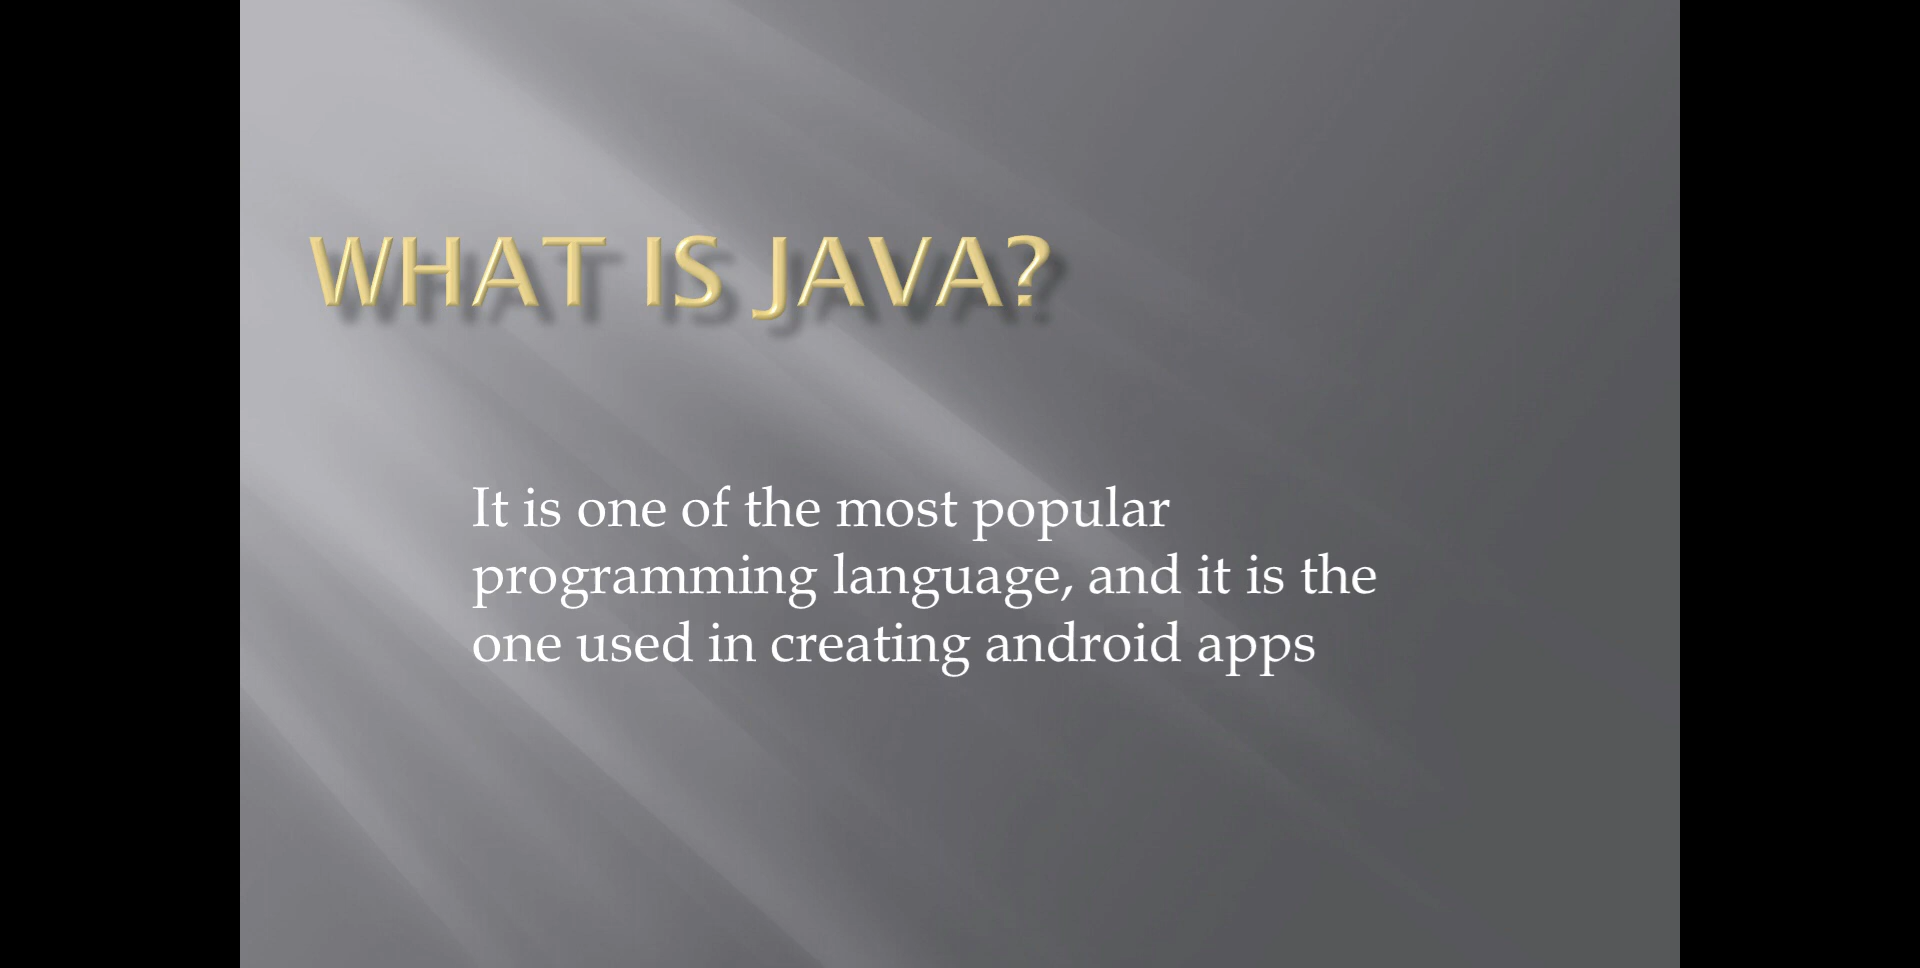 WHAT IS JAVA?
It is one of the most popular
programming language, and it is the
one used in creating android apps